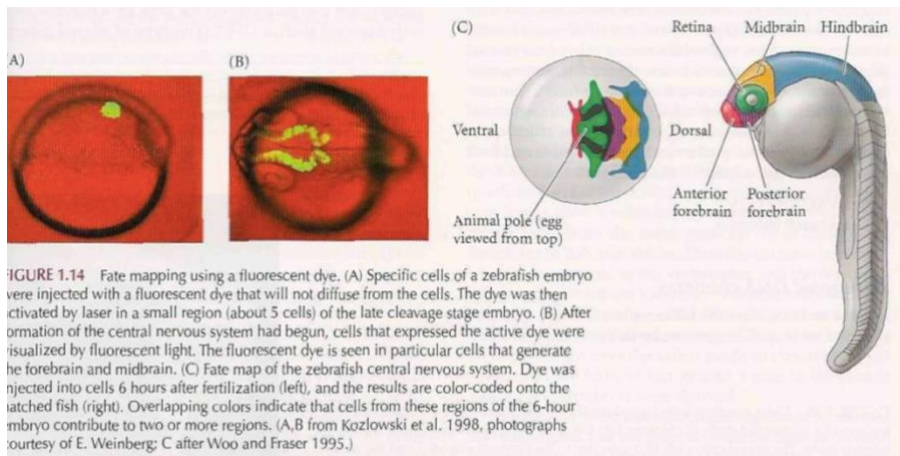 (C)
Retina Midbrain Hindbrain
(A)
(B)
Ventral
Dorsal
Anterior forebrain
Posterior forebrain
Animal pole (egg
viewed from top)
FIGURE 1.14 Fate mapping using a fluorescent dye. (A) Specific cells of a zebrafish embryo
were injected with a fluorescent dye that will not diffuse from the cells. The dye was then
activated by laser in a small region (about 5 cells) of the late cleavage stage embryo. (B) After
formation of the central nervous system had begun, cells that expressed the active dye were
visualized by fluorescent light. The fluorescent dye is seen in particular cells that generate
the forebrain and midbrain. (C) Fate map of the zebrafish central nervous system. Dye was
injected into cells 6 hours after fertilization (left), and the results are color-coded onto the
hatched fish (right). Overlapping colors indicate that cells from these regions of the 6-hour
embryo contribute to two or more regions. (A,B from Kozlowski et al. 1998, photographs
courtesy of E. Weinberg; C after Woo and Fraser 1995.)